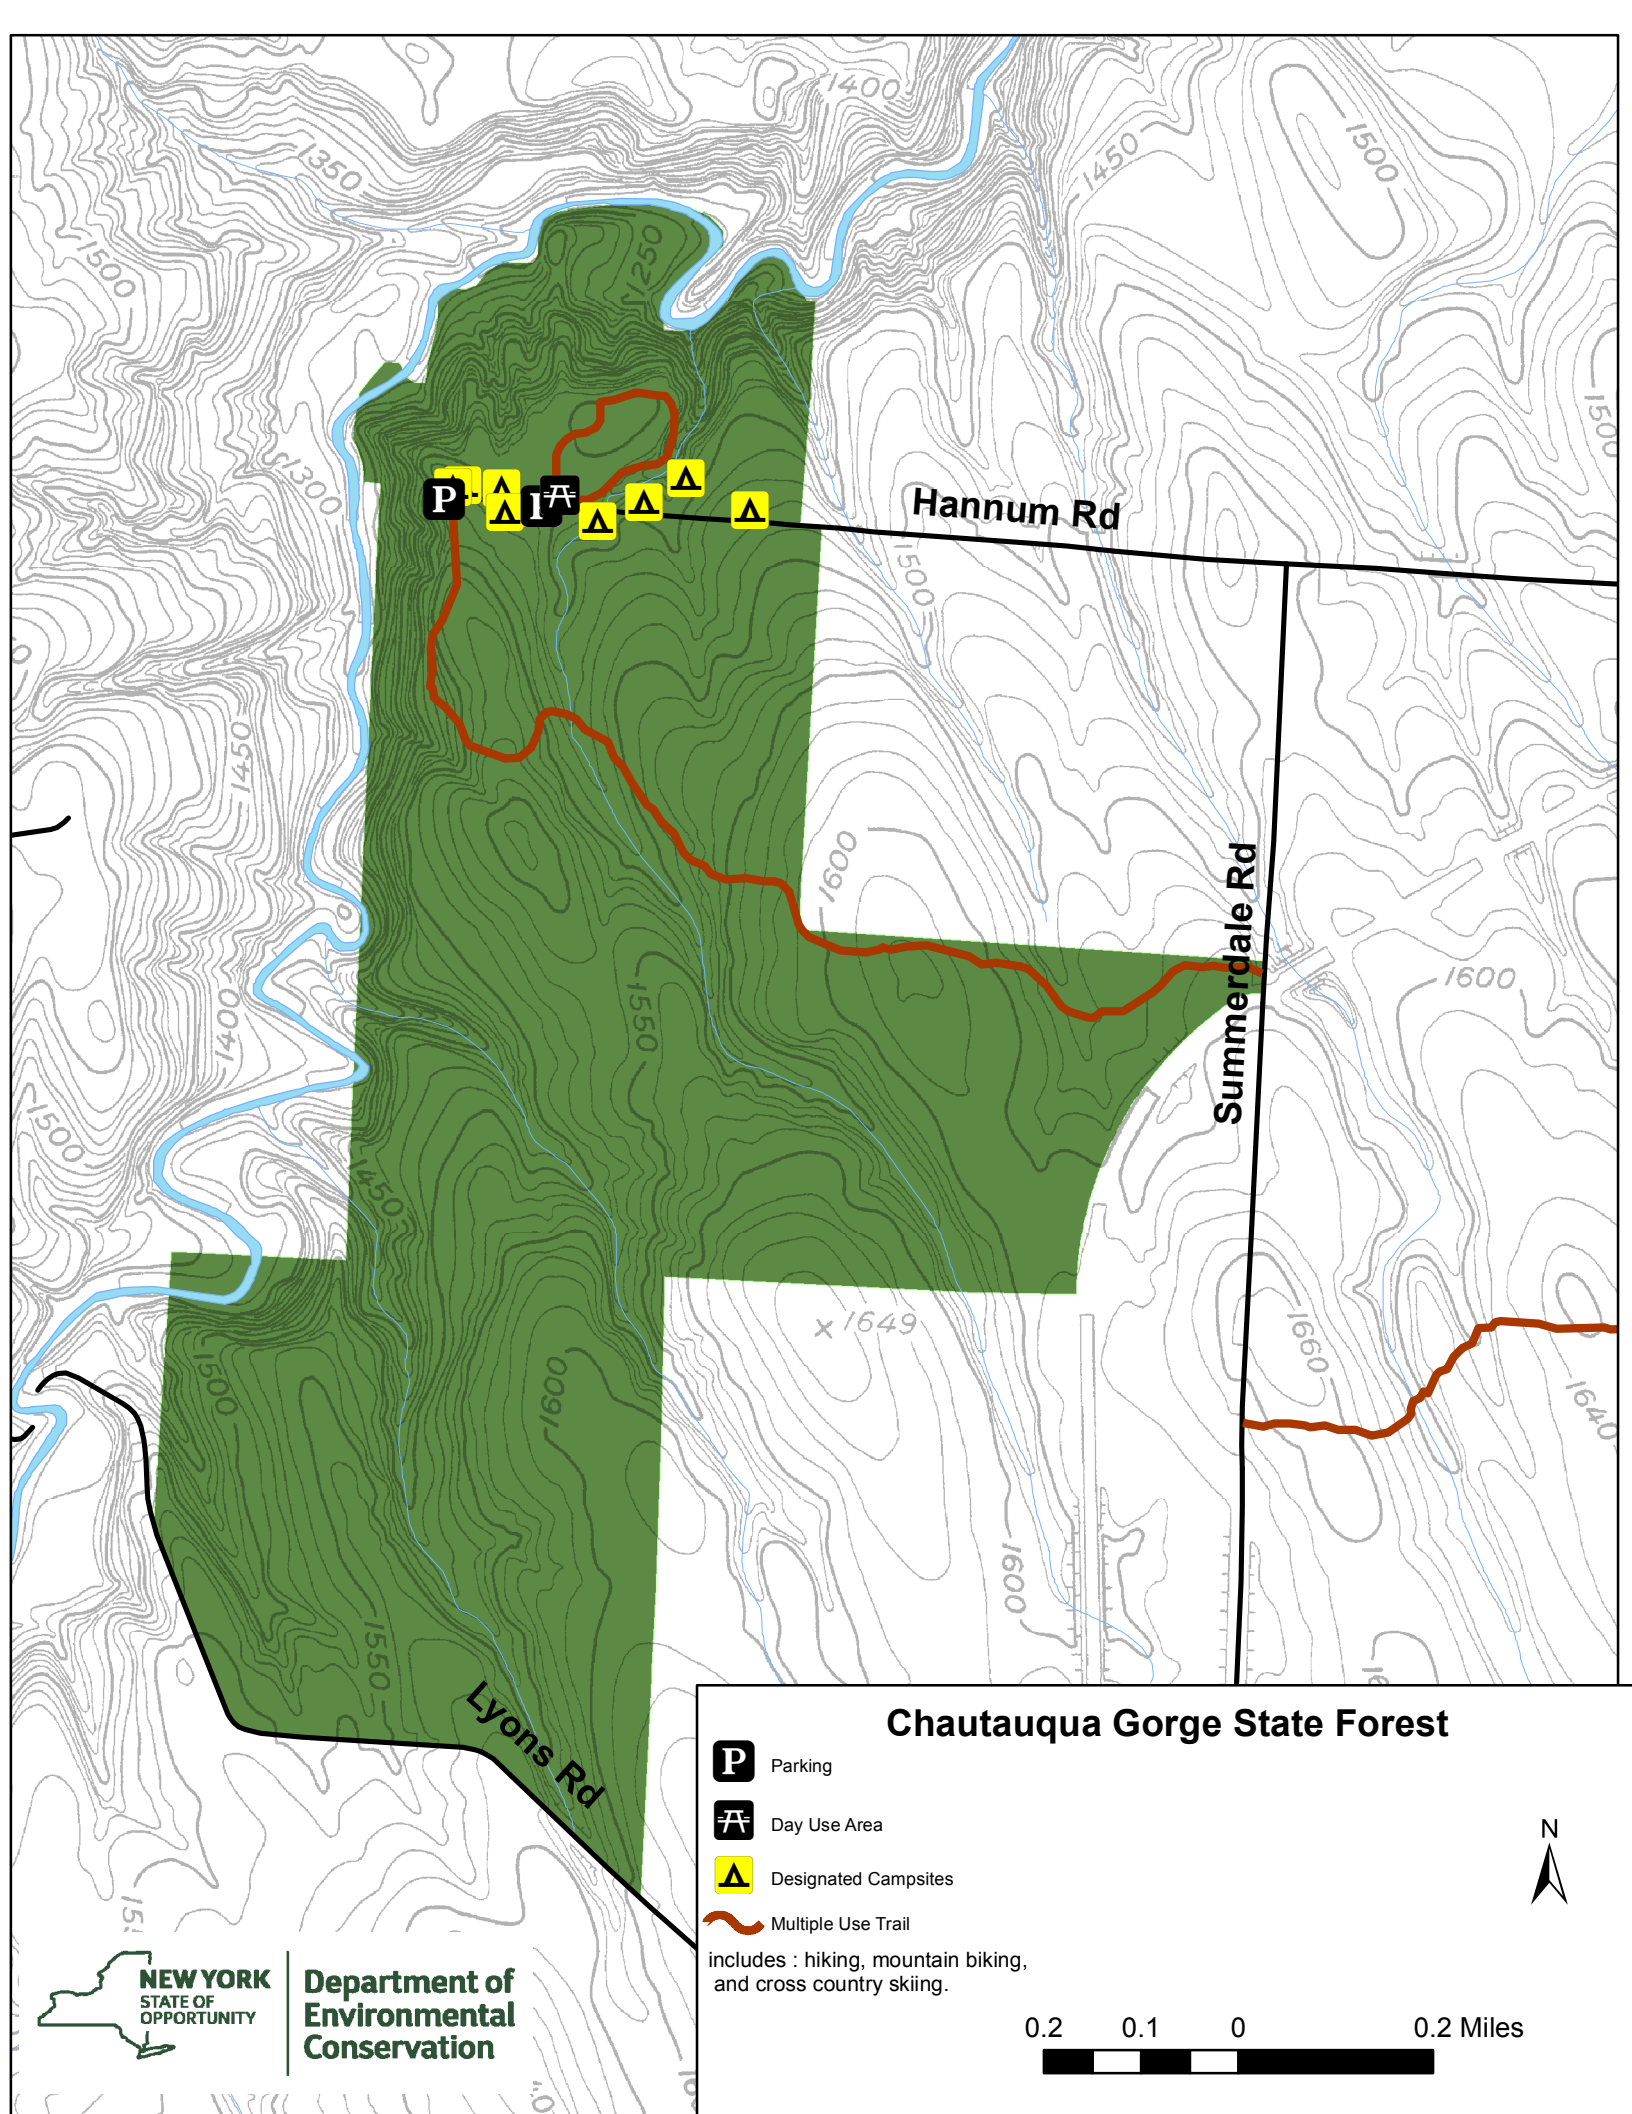 1400
1350
1450
1500
1500
1250
1500
1300
P
P
Hannum Rd
1500
1450
1600
Summerdale Rd
1600
1550
1400
1500
1450
1649
1660
1500
1600
1640
1600
1550
Lyons Rd
Chautauqua Gorge State Forest
P Parking
Day Use Area
Designated Campsites
N
Multiple Use Trail
includes : hiking, mountain biking,
and cross country skiing.
0.2 0.1 0 0.2 Miles
NEW YORK
STATE OF
OPPORTUNITY
Department of
Environmental
Conservation